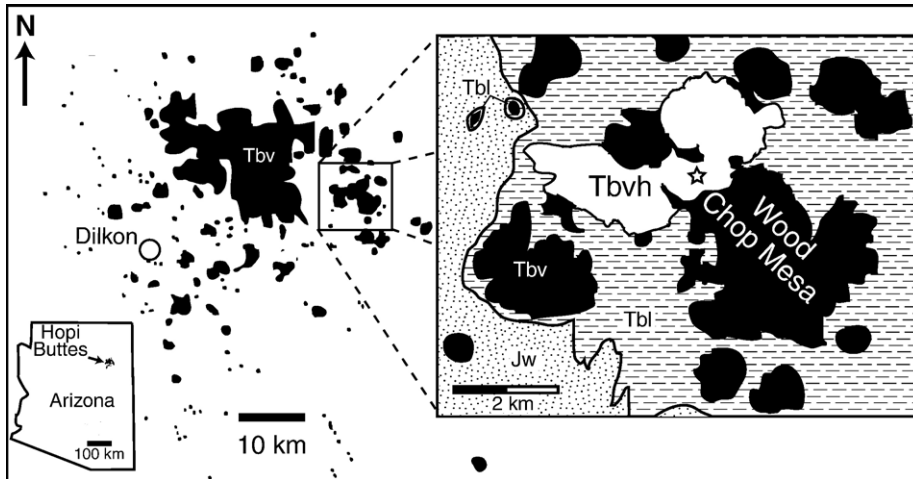 N
Tbv
Dilkon
Hopi
Buttes
Arizona
100 km
10 km
Tbl
Tbvh
Wood
Chop Mesa
Tbv
Tbl
Jw
2 km